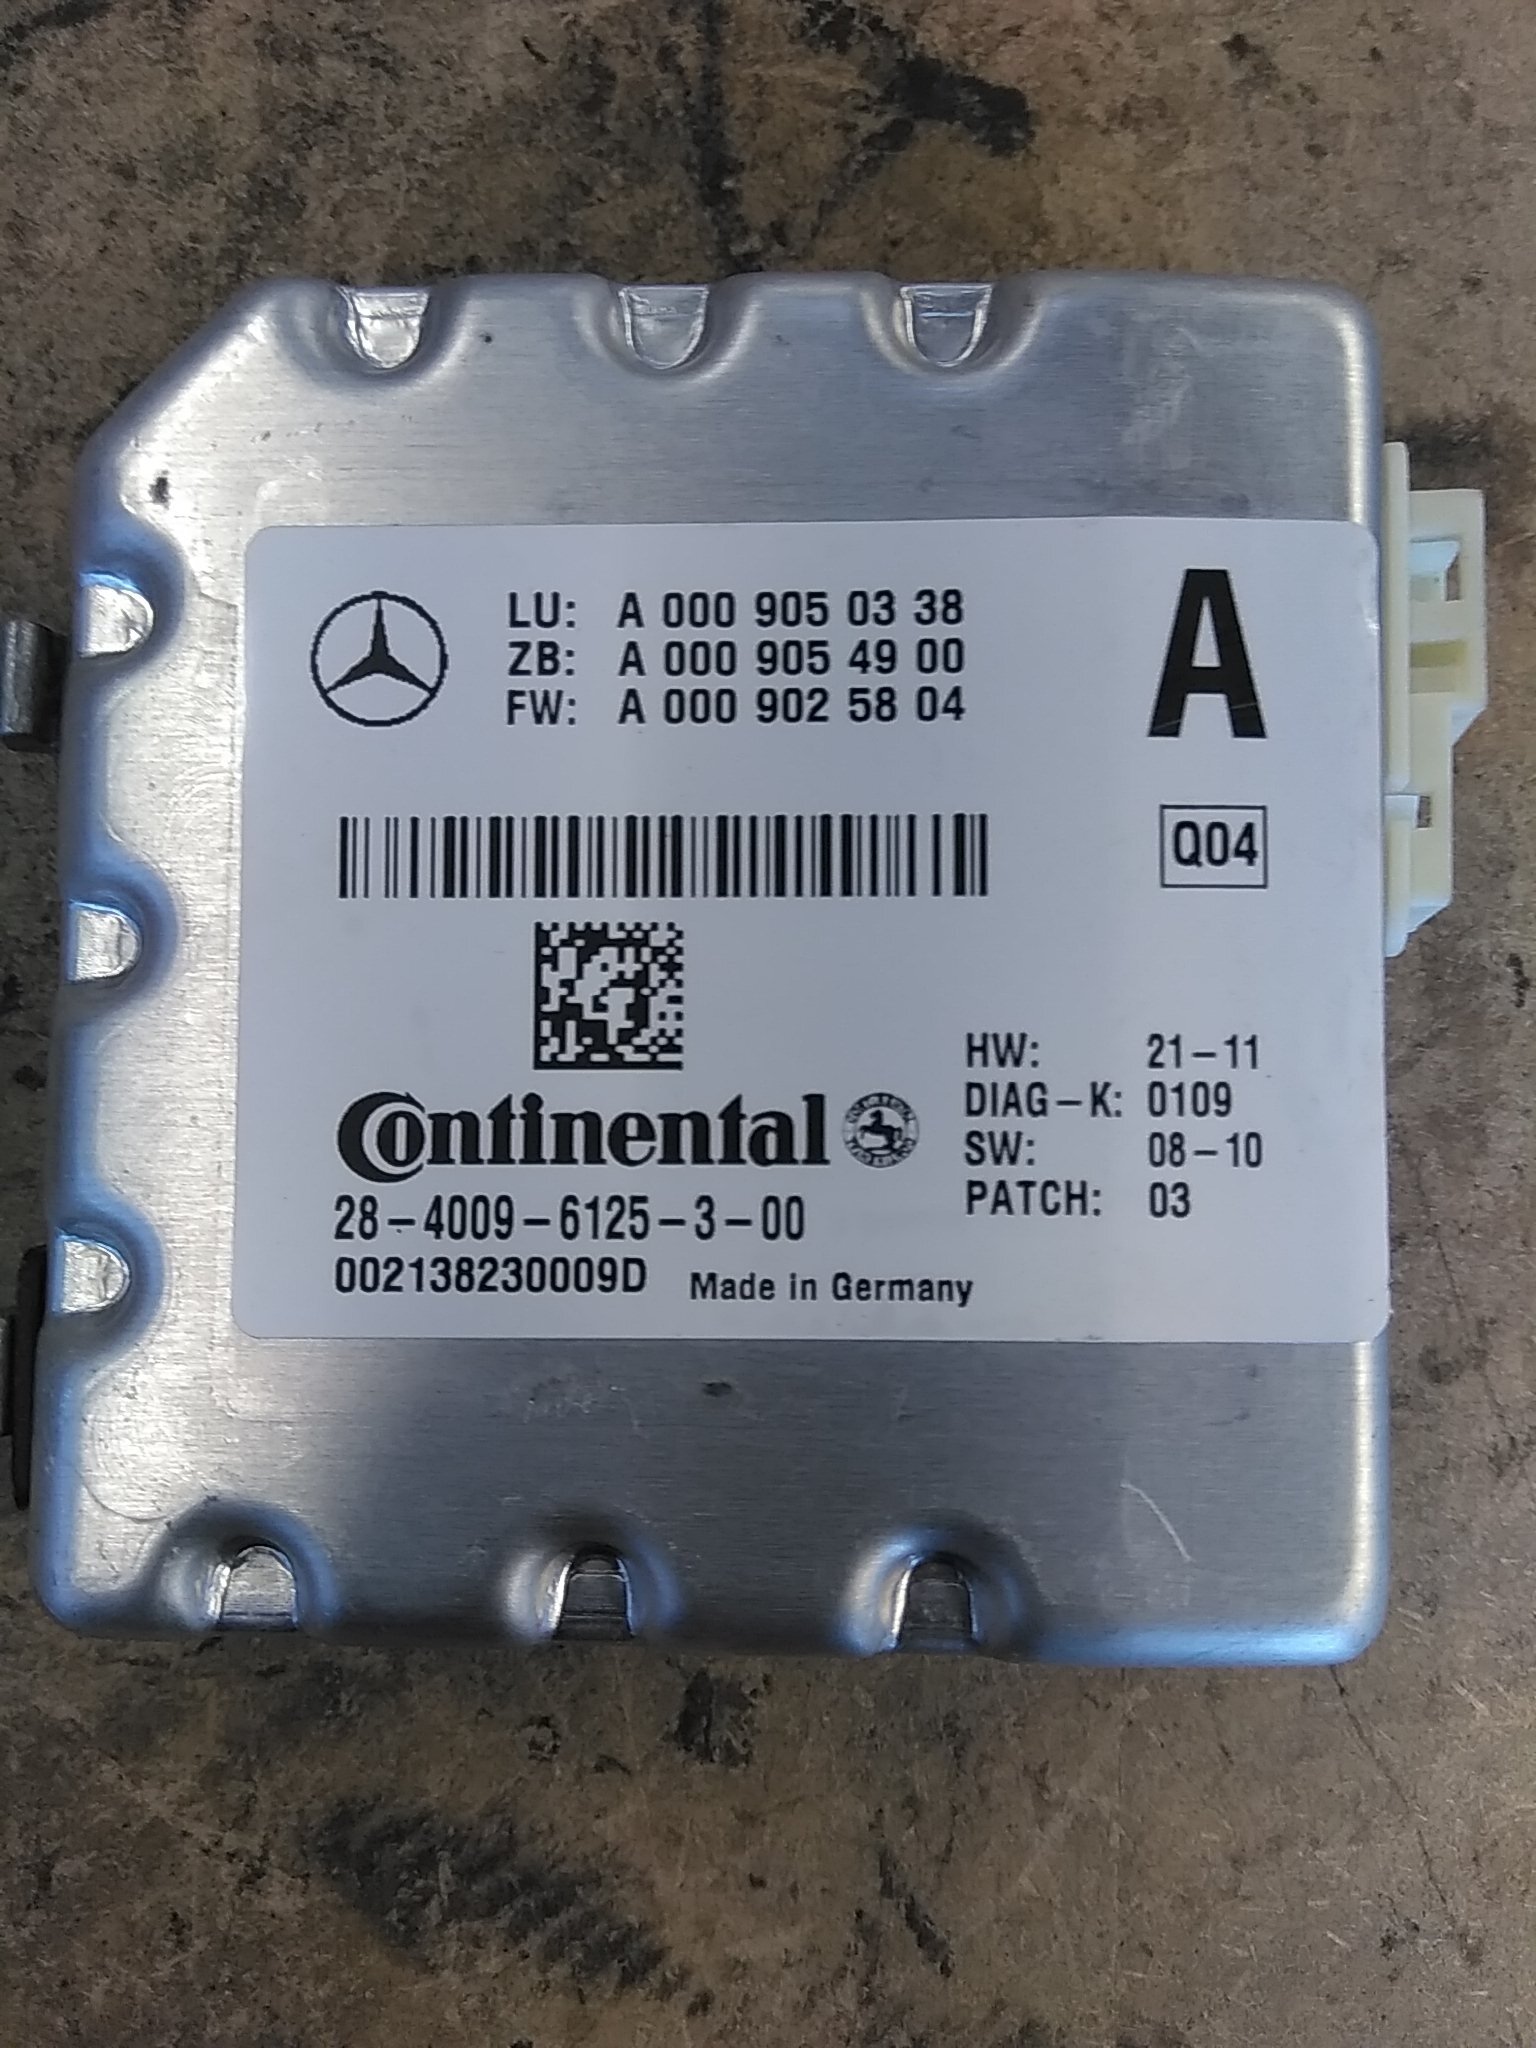 LU: A 000 905 03 38
ZB: A 000 905 49 00
FW: A 000 902 58 04
A
Q04
HW: 21-11
DIAG-K: 0109
SW: 08-10
PATCH: 03
Continental
28-4009-6125-3-00
002138230009D Made in Germany